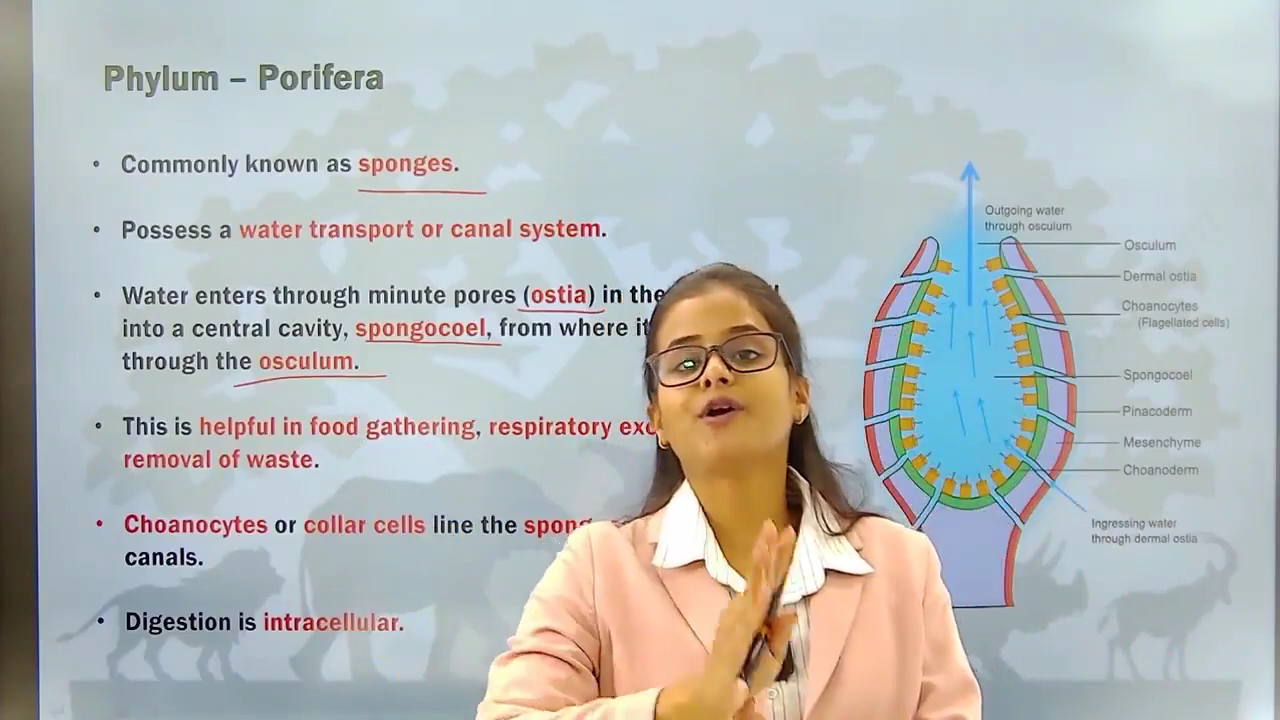 Phylum – Porifera
• Commonly known as sponges.
• Possess a water transport or canal system.
• Water enters through minute pores (ostia) in the
into a central cavity, spongocoel, from where it
through the osculum.
• This is helpful in food gathering, respiratory
removal of waste.
• Choanocytes or collar cells line the
canals.
• Digestion is intracellular.
Outgoing water
through osculum
Osculum
Dermal ostia
Choanocytes
(Flagellated cells)
Spongocoel
Pinacoderm
Mesenchyme
Choanoderm
Ingressing water
through dermal ostia